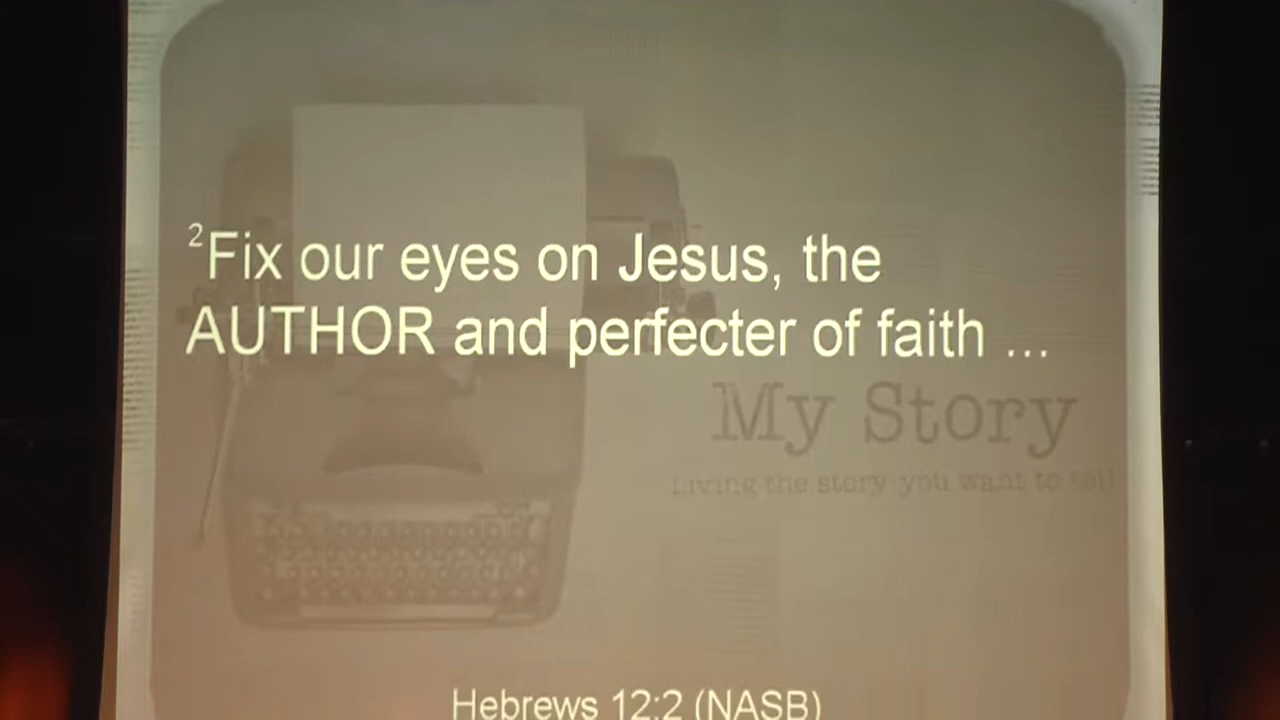 ²Fix our eyes on Jesus, the
AUTHOR and perfecter of faith ...
My Story
Living the story you want to tell
Hebrews 12:2 (NASB)